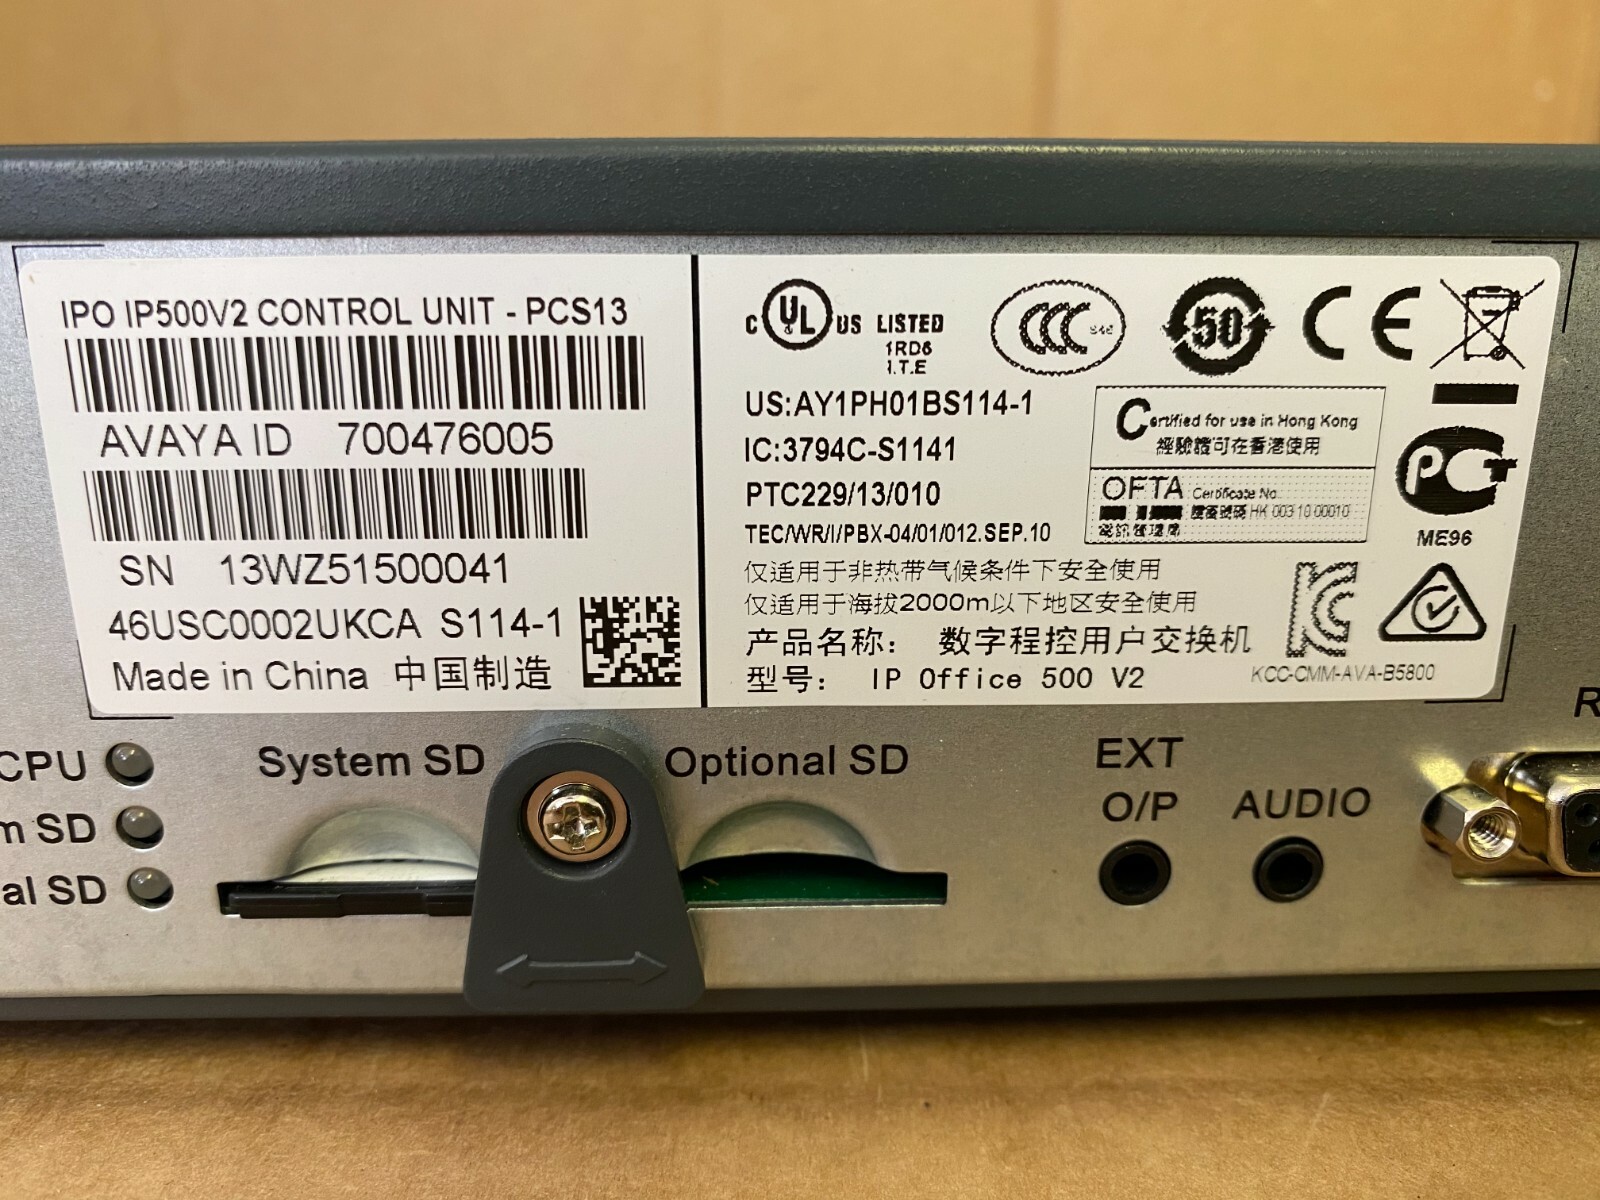 IPO IP500V2 CONTROL UNIT - PCS13
AVAYA ID 700476005
SN 13WZ51500041
46USC0002UKCA S114-1
Made in China 中国制造
C UL US LISTED
1RD6
I.T.E
CCC S&E
50
CE
US:AY1PH01BS114-1
IC:3794C-S1141
PTC229/13/010
TEC/WR/I/PBX-04/01/012.SEP.10
Certified for use in Hong Kong
經驗證可在香港使用
OFTA Certificate No.
HK 003 10 00010
PCT
ME96
仅适用于非热带气候条件下安全使用
仅适用于海拔2000m以下地区安全使用
产品名称: 数字程控用户交换机
型号: IP Office 500 V2
KC
KCC-CMM-AVA-B5800
CPU
m SD
al SD
System SD
Optional SD
EXT
O/P
AUDIO
R